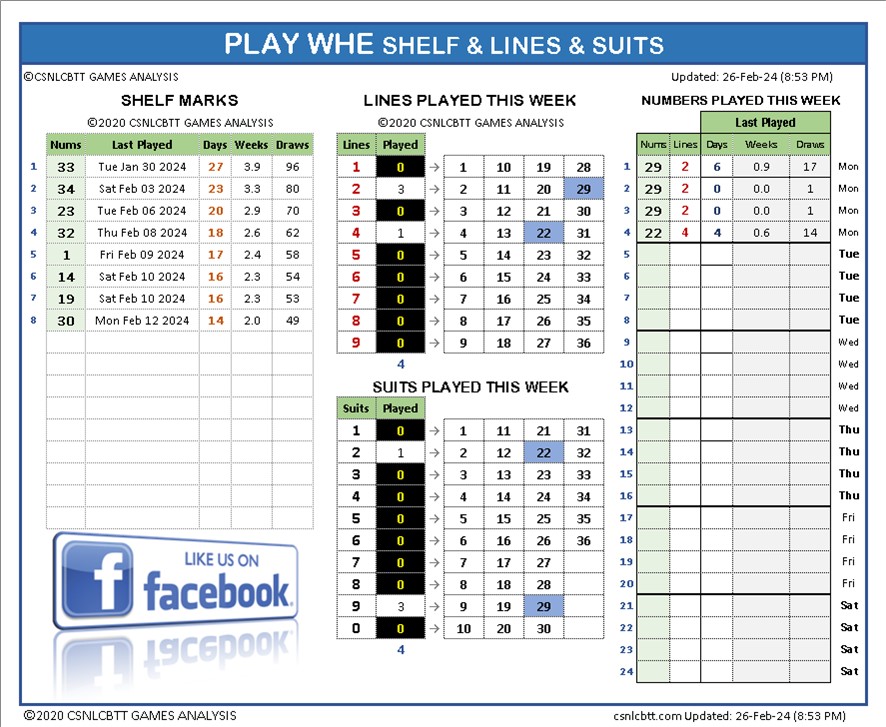 PLAY WHE SHELF & LINES & SUITS
©CSNLCBTT GAMES ANALYSIS
Updated: 26-Feb-24 (8:53 PM)
SHELF MARKS
©2020 CSNLCBTT GAMES ANALYSIS
Nums Last Played Days Weeks Draws
1 33 Tue Jan 30 2024 27 3.9 96
2 34 Sat Feb 03 2024 23 3.3 80
3 23 Tue Feb 06 2024 20 2.9 70
4 32 Thu Feb 08 2024 18 2.6 62
5 1 Fri Feb 09 2024 17 2.4 58
6 14 Sat Feb 10 2024 16 2.3 54
7 19 Sat Feb 10 2024 16 2.3 53
8 30 Mon Feb 12 2024 14 2.0 49
LIKE US ON
f facebook.
LINES PLAYED THIS WEEK
©2020 CSNLCBTT GAMES ANALYSIS
Lines Played
1 0 → 1 10 19 28
2 3 → 2 11 20 29
3 0 → 3 12 21 30
4 1 → 4 13 22 31
5 0 → 5 14 23 32
6 0 → 6 15 24 33
7 0 → 7 16 25 34
8 0 → 8 17 26 35
9 0 → 9 18 27 36
4
SUITS PLAYED THIS WEEK
Suits Played
1 0 → 1 11 21 31
2 1 → 2 12 22 32
3 0 → 3 13 23 33
4 0 → 4 14 24 34
5 0 → 5 15 25 35
6 0 → 6 16 26 36
7 0 → 7 17 27
8 0 → 8 18 28
9 3 → 9 19 29
0 0 → 10 20 30
4
NUMBERS PLAYED THIS WEEK
Last Played
Nums Lines Days Weeks Draws
1 29 2 6 0.9 17 Mon
2 29 2 0 0.0 1 Mon
3 29 2 0 0.0 1 Mon
4 22 4 4 0.6 14 Mon
5 Tue
6 Tue
7 Tue
8 Tue
9 Wed
10 Wed
11 Wed
12 Wed
13 Thu
14 Thu
15 Thu
16 Thu
17 Fri
18 Fri
19 Fri
20 Fri
21 Sat
22 Sat
23 Sat
24 Sat
©2020 CSNLCBTT GAMES ANALYSIS
csnlcbtt.com Updated: 26-Feb-24 (8:53 PM)